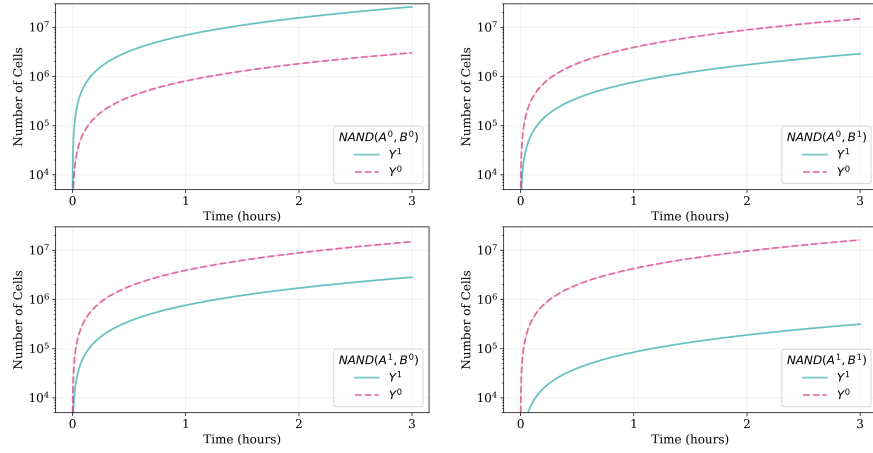 Number of Cells
10⁷
10⁶
10⁵
10⁴
NAND(A⁰, B⁰)
Y¹
Y⁰
0 1 2 3
Time (hours)
Number of Cells
10⁷
10⁶
10⁵
10⁴
NAND(A⁰, B¹)
Y¹
Y⁰
0 1 2 3
Time (hours)
Number of Cells
10⁷
10⁶
10⁵
10⁴
NAND(A¹, B⁰)
Y¹
Y⁰
0 1 2 3
Time (hours)
Number of Cells
10⁷
10⁶
10⁵
10⁴
NAND(A¹, B¹)
Y¹
Y⁰
0 1 2 3
Time (hours)